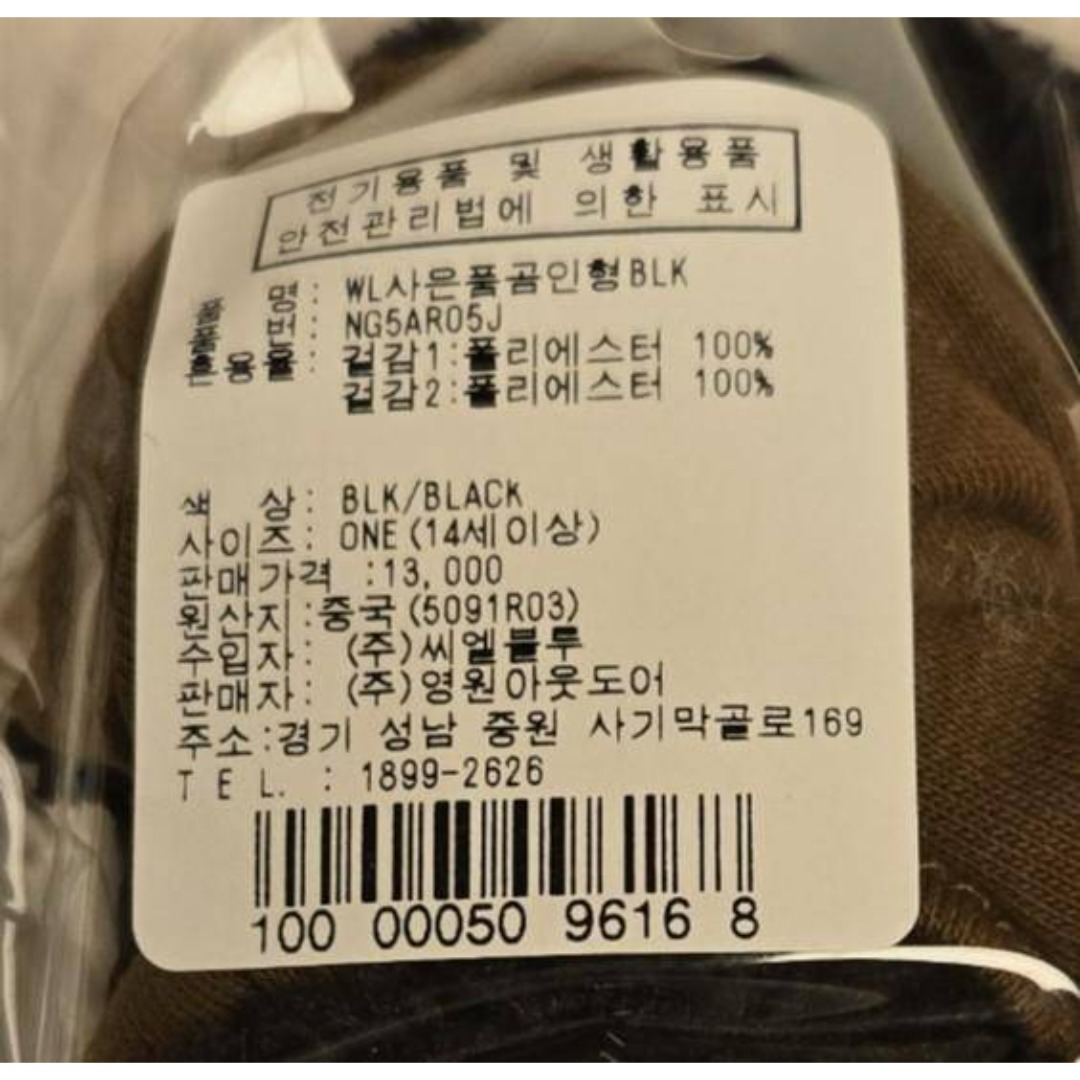 전기용품 및 생활용품
안전관리법에 의한 표시
품 명: WL사은품곰인형BLK
품 번: NG5AR05J
혼용율: 겉감1:폴리에스터 100%
겉감2:폴리에스터 100%
색 상: BLK/BLACK
사이즈: ONE(14세이상)
판매가격 :13,000
원산지:중국(5091R03)
수입자: (주)씨엘블루
판매자: (주)영원아웃도어
주소:경기 성남 중원 사기막골로169
TEL. : 1899-2626
100 00050 9616 8